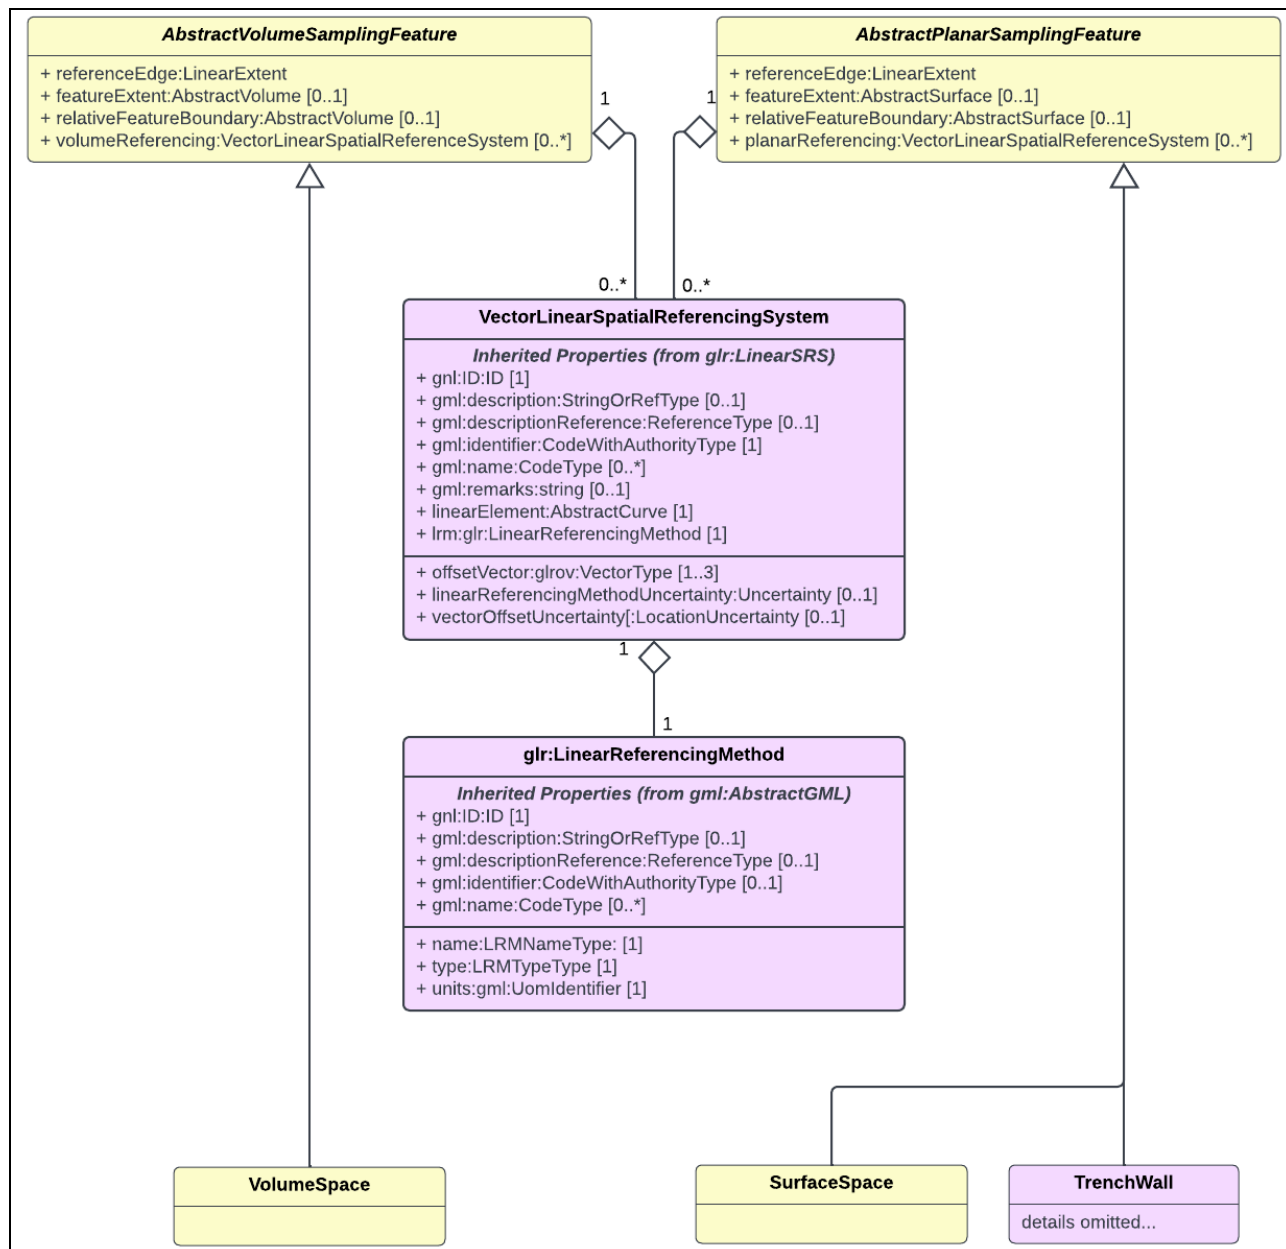 AbstractVolumeSamplingFeature
+ referenceEdge:LinearExtent
+ featureExtent:AbstractVolume [0..1]
+ relativeFeatureBoundary:AbstractVolume [0..1]
+ volumeReferencing:VectorLinearSpatialReferenceSystem [0..*]
AbstractPlanarSamplingFeature
+ referenceEdge:LinearExtent
+ featureExtent:AbstractSurface [0..1]
+ relativeFeatureBoundary:AbstractSurface [0..1]
+ planarReferencing:VectorLinearSpatialReferenceSystem [0..*]
1
1
0..*
0..*
VectorLinearSpatialReferencingSystem
Inherited Properties (from glr:LinearSRS)
+ gnl:ID:ID [1]
+ gml:description:StringOrRefType [0..1]
+ gml:descriptionReference:ReferenceType [0..1]
+ gml:identifier:CodeWithAuthorityType [1]
+ gml:name:CodeType [0..*]
+ gml:remarks:string [0..1]
+ linearElement:AbstractCurve [1]
+ lrm:glr:LinearReferencingMethod [1]
+ offsetVector:glrov:VectorType [1..3]
+ linearReferencingMethodUncertainty:Uncertainty [0..1]
+ vectorOffsetUncertainty[:LocationUncertainty [0..1]
1
1
glr:LinearReferencingMethod
Inherited Properties (from gml:AbstractGML)
+ gnl:ID:ID [1]
+ gml:description:StringOrRefType [0..1]
+ gml:descriptionReference:ReferenceType [0..1]
+ gml:identifier:CodeWithAuthorityType [0..1]
+ gml:name:CodeType [0..*]
+ name:LRMNameType: [1]
+ type:LRMTypeType [1]
+ units:gml:UomIdentifier [1]
VolumeSpace
SurfaceSpace
TrenchWall
details omitted...